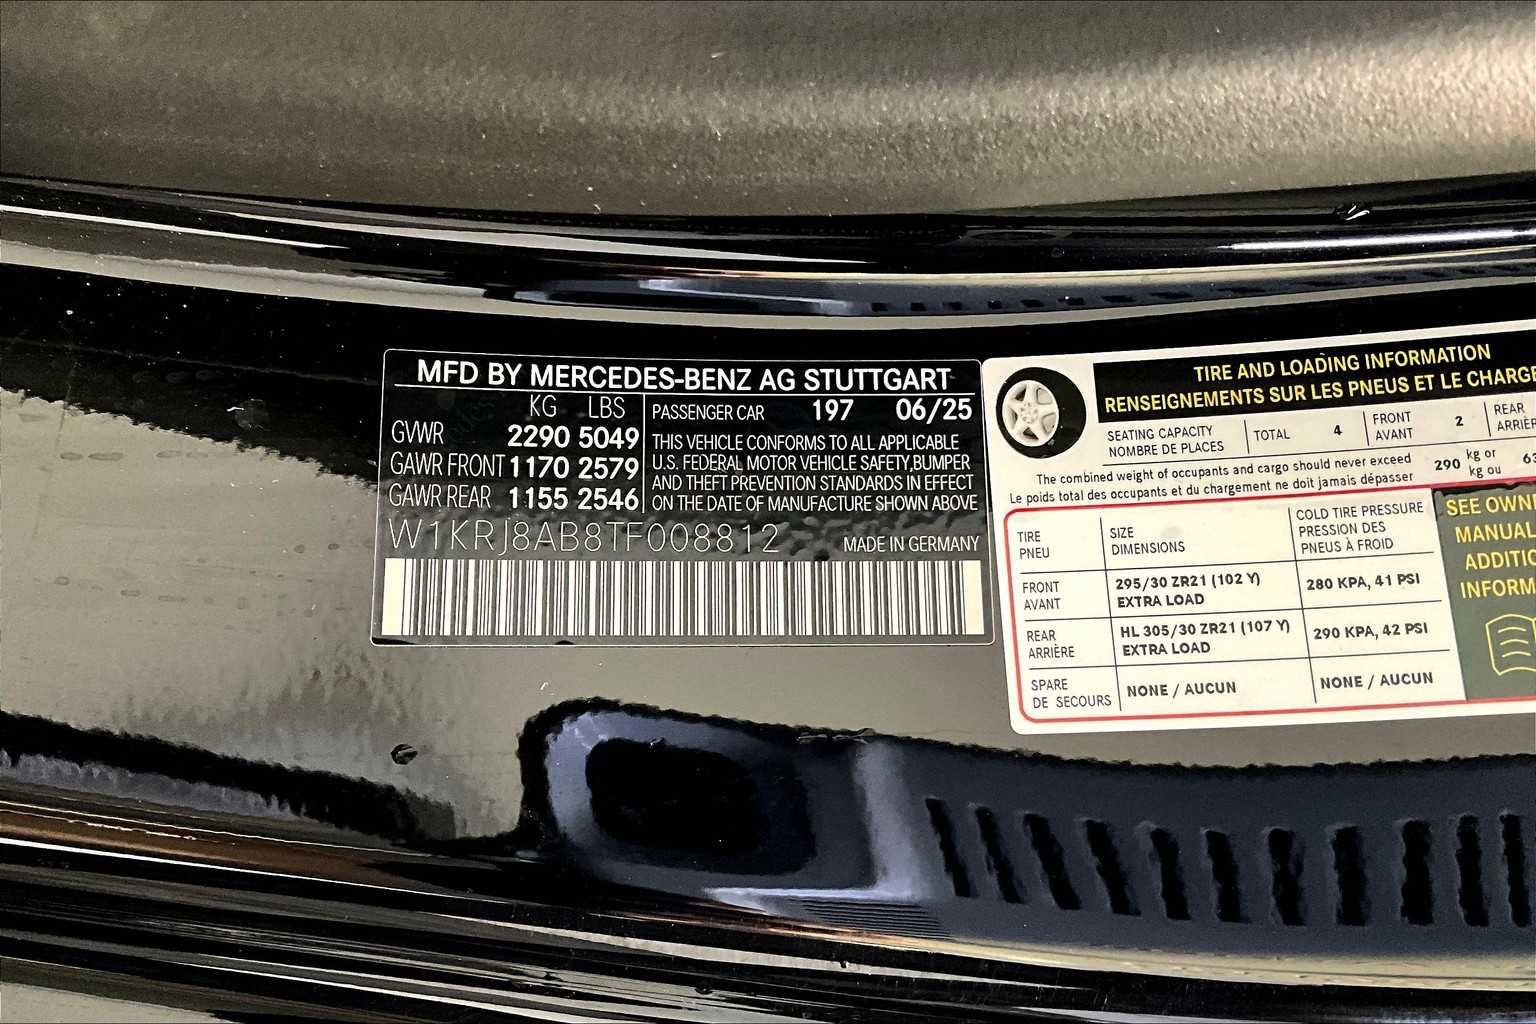 MFD BY MERCEDES-BENZ AG STUTTGART
KG LBS
GVWR 2290 5049
GAWR FRONT 1170 2579
GAWR REAR 1155 2546
PASSENGER CAR 197 06/25
THIS VEHICLE CONFORMS TO ALL APPLICABLE
U.S. FEDERAL MOTOR VEHICLE SAFETY,BUMPER
AND THEFT PREVENTION STANDARDS IN EFFECT
ON THE DATE OF MANUFACTURE SHOWN ABOVE
W1KRJ8AB8TF008812
MADE IN GERMANY
TIRE AND LOADING INFORMATION
RENSEIGNEMENTS SUR LES PNEUS ET LE CHARGE
SEATING CAPACITY
NOMBRE DE PLACES
TOTAL 4
FRONT
AVANT
2
REAR
ARRIÈR
The combined weight of occupants and cargo should never exceed
Le poids total des occupants et du chargement ne doit jamais dépasser
290 kg or
kg ou
63
TIRE
PNEU
SIZE
DIMENSIONS
COLD TIRE PRESSURE
PRESSION DES
PNEUS À FROID
FRONT
AVANT
295/30 ZR21 (102 Y)
EXTRA LOAD
280 KPA, 41 PSI
REAR
ARRIÈRE
HL 305/30 ZR21 (107 Y)
EXTRA LOAD
290 KPA, 42 PSI
SPARE
DE SECOURS
NONE / AUCUN
NONE / AUCUN
SEE OWNE
MANUAL
ADDITIO
INFORM